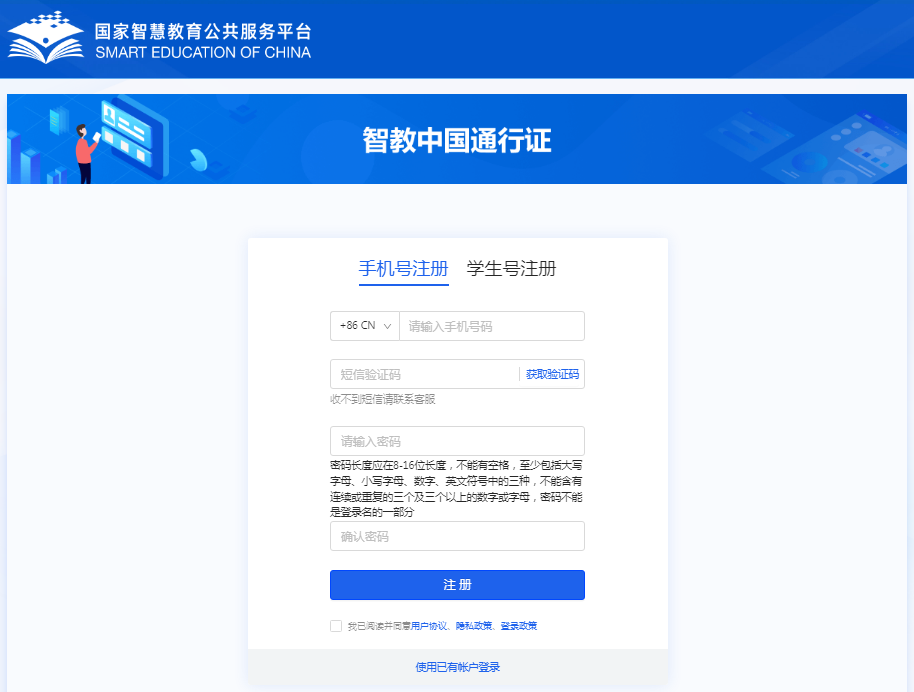 国家智慧教育公共服务平台
SMART EDUCATION OF CHINA
智教中国通行证
手机号注册 学生号注册
+86 CN 请输入手机号码
短信验证码 获取验证码
收不到短信请联系客服
请输入密码
密码长度应在8-16位长度，不能有空格，至少包括大写
字母、小写字母、数字、英文符号中的三种，不能含有
连续或重复的三个及三个以上的数字或字母，密码不能
是登录名的一部分
确认密码
注 册
我已阅读并同意用户协议、隐私政策、登录政策
使用已有帐户登录